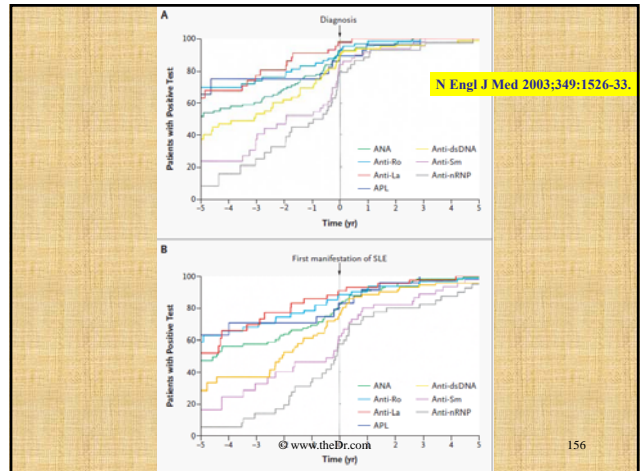 A
Diagnosis
N Engl J Med 2003;349:1526-33.
Patients with Positive Test
100
80
60
40
20
0
ANA
Anti-Ro
Anti-La
APL
Anti-dsDNA
Anti-Sm
Anti-nRNP
-5 -4 -3 -2 -1 0 1 2 3 4 5
Time (yr)
B
First manifestation of SLE
Patients with Positive Test
100
80
60
40
20
0
ANA
Anti-Ro
Anti-La
APL
Anti-dsDNA
Anti-Sm
Anti-nRNP
-5 -4 -3 -2 -1 0 1 2 3 4 5
Time (yr)
© www.theDr.com
156